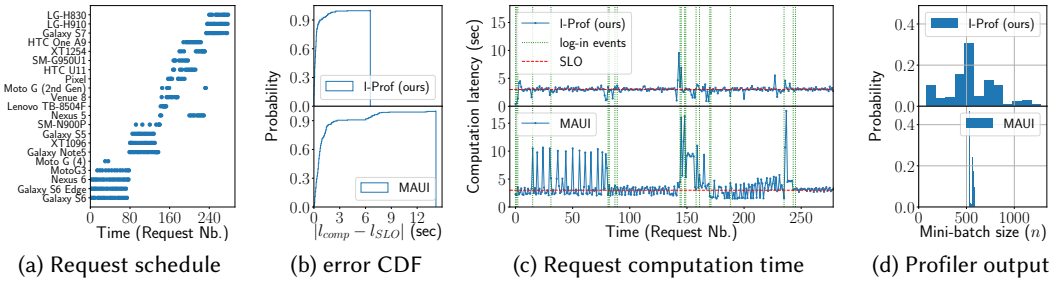 LG-H830
LG-H910
Galaxy S7
HTC One A9
XT1254
SM-G950U1
HTC U11
Pixel
Moto G (2nd Gen)
Venue 8
Lenovo TB-8504F
Nexus 5
SM-N900P
Galaxy S5
XT1096
Galaxy Note5
Moto G (4)
MotoG3
Nexus 6
Galaxy S6 Edge
Galaxy S6
0 80 160 240
Time (Request Nb.)
(a) Request schedule
Probability
0.9
0.6
0.3
0.0
I-Prof (ours)
0.9
0.6
0.3
0.0
MAUI
0 3 6 9 12
|l_comp − l_SLO| (sec)
(b) error CDF
Computation latency (sec)
15
10
5
0
I-Prof (ours)
log-in events
SLO
15
10
5
0
MAUI
0 50 100 150 200 250
Time (Request Nb.)
(c) Request computation time
Probability
0.4
0.2
0.0
I-Prof (ours)
0.4
0.2
0.0
MAUI
0 500 1000
Mini-batch size (n)
(d) Profiler output